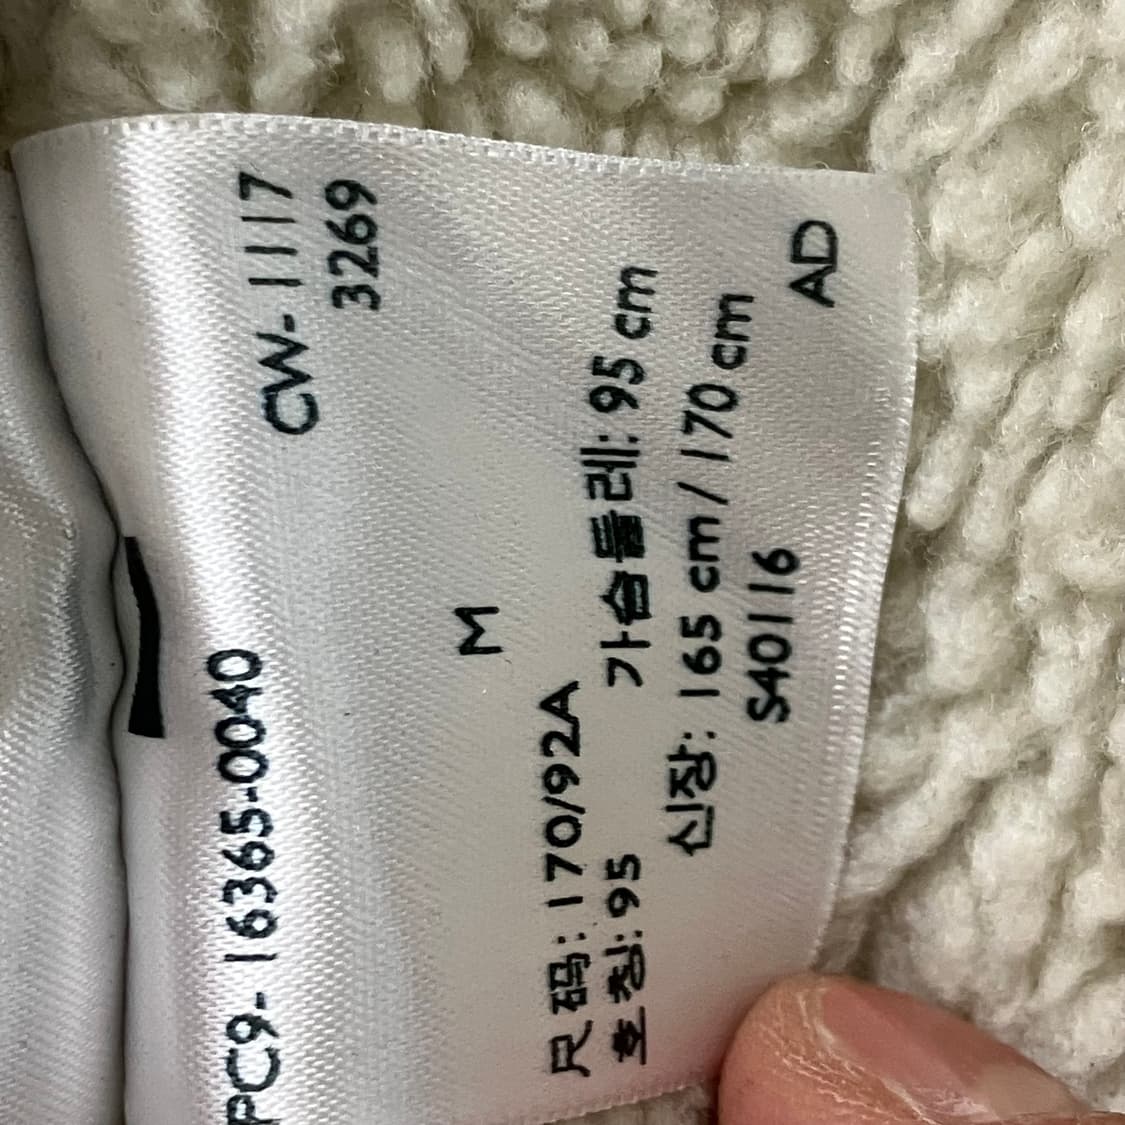 PC9-16365-0040
CW-1117
3269
M
尺码: 170/92A
호칭: 95
가슴둘레: 95 cm
신장: 165 cm / 170 cm
S40116
AD